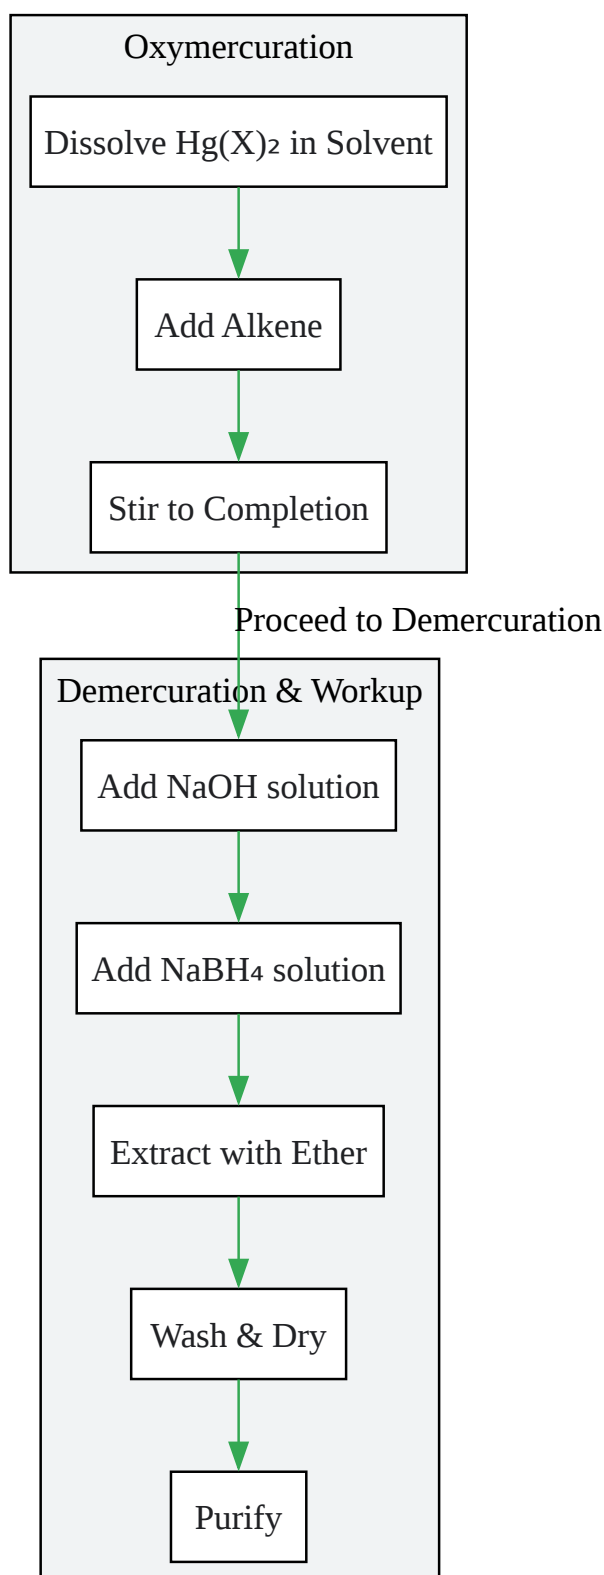 Oxymercuration
Dissolve Hg(X)₂ in Solvent
Add Alkene
Stir to Completion
Proceed to Demercuration
Demercuration & Workup
Add NaOH solution
Add NaBH₄ solution
Extract with Ether
Wash & Dry
Purify